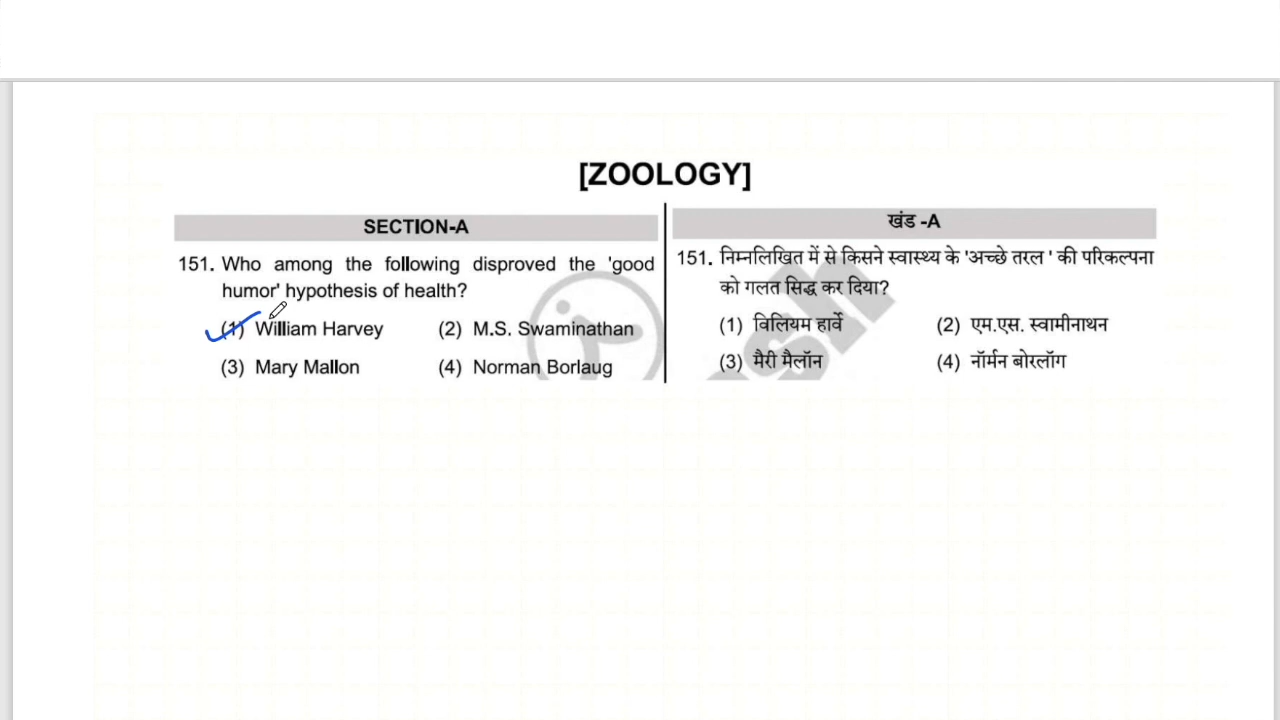 [ZOOLOGY]
SECTION-A
151. Who among the following disproved the 'good
humor' hypothesis of health?
(1) William Harvey (2) M.S. Swaminathan
(3) Mary Mallon (4) Norman Borlaug
खंड -A
151. निम्नलिखित में से किसने स्वास्थ्य के 'अच्छे तरल ' की परिकल्पना
को गलत सिद्ध कर दिया?
(1) विलियम हार्वे (2) एम.एस. स्वामीनाथन
(3) मैरी मैलॉन (4) नॉर्मन बोरलॉग